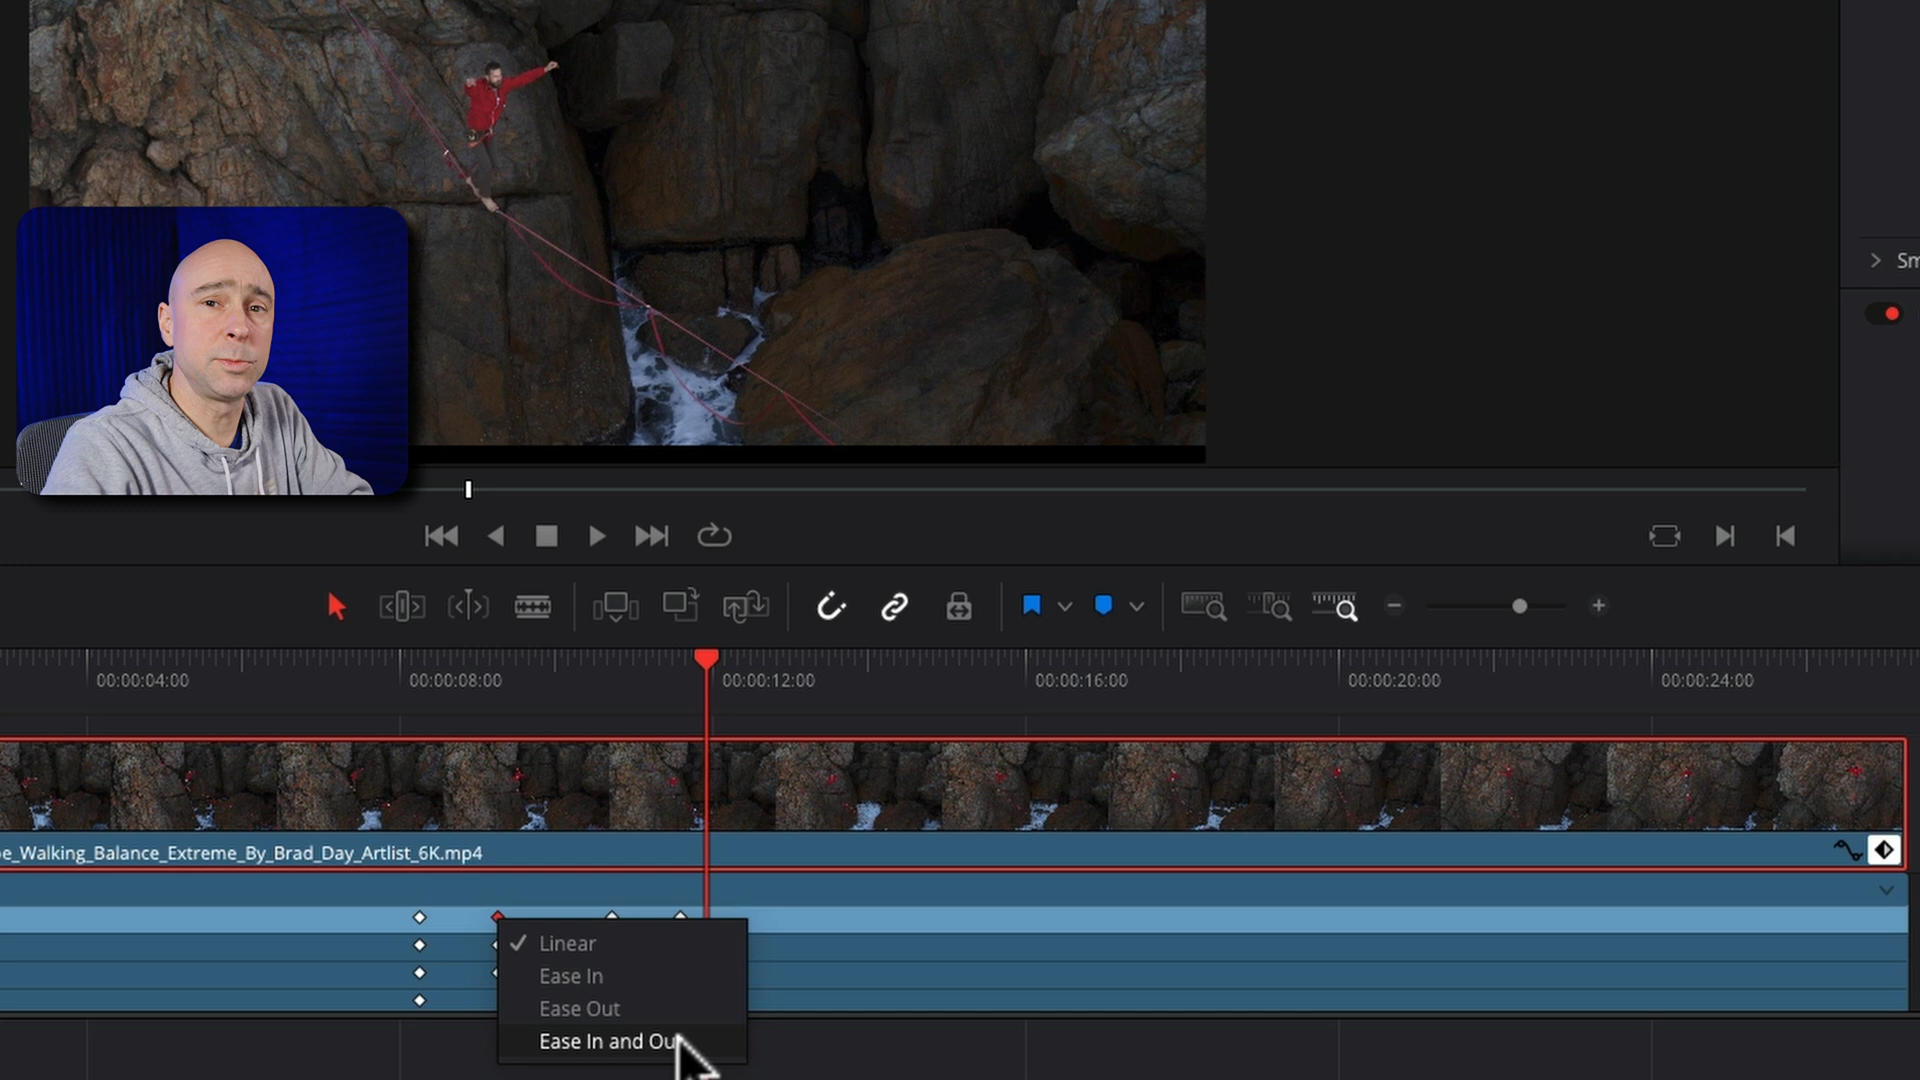 Sm
00:00:04:00
00:00:08:00
00:00:12:00
00:00:16:00
00:00:20:00
00:00:24:00
e_Walking_Balance_Extreme_By_Brad_Day_Artlist_6K.mp4
Linear
Ease In
Ease Out
Ease In and Ou